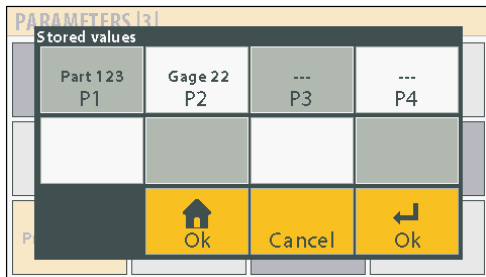 PARAMETERS |3|
Stored values
Part 123
P1
Gage 22
P2
---
P3
---
P4
Ok
Cancel
Ok
P